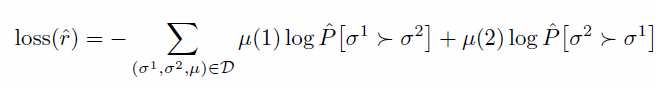 loss(r̂) = − ∑_{(σ¹,σ²,μ)∈𝒟} μ(1) log P̂[σ¹ ≻ σ²] + μ(2) log P̂[σ² ≻ σ¹]